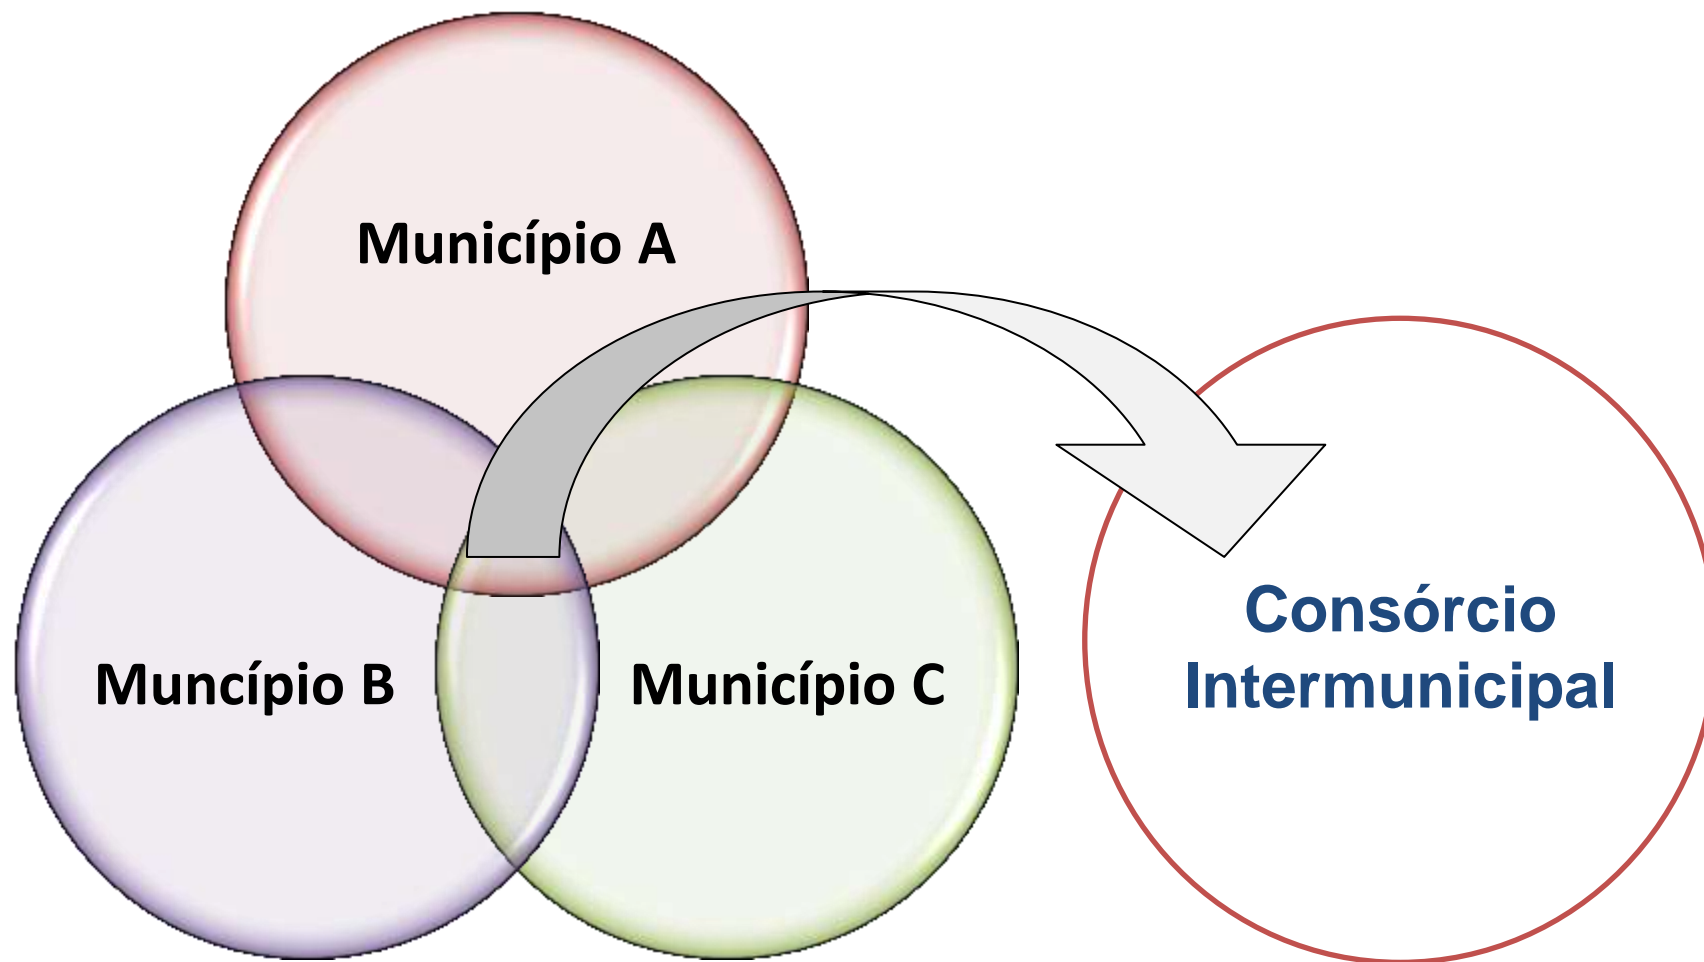 Município A
Muncípio B
Município C
Consórcio
Intermunicipal